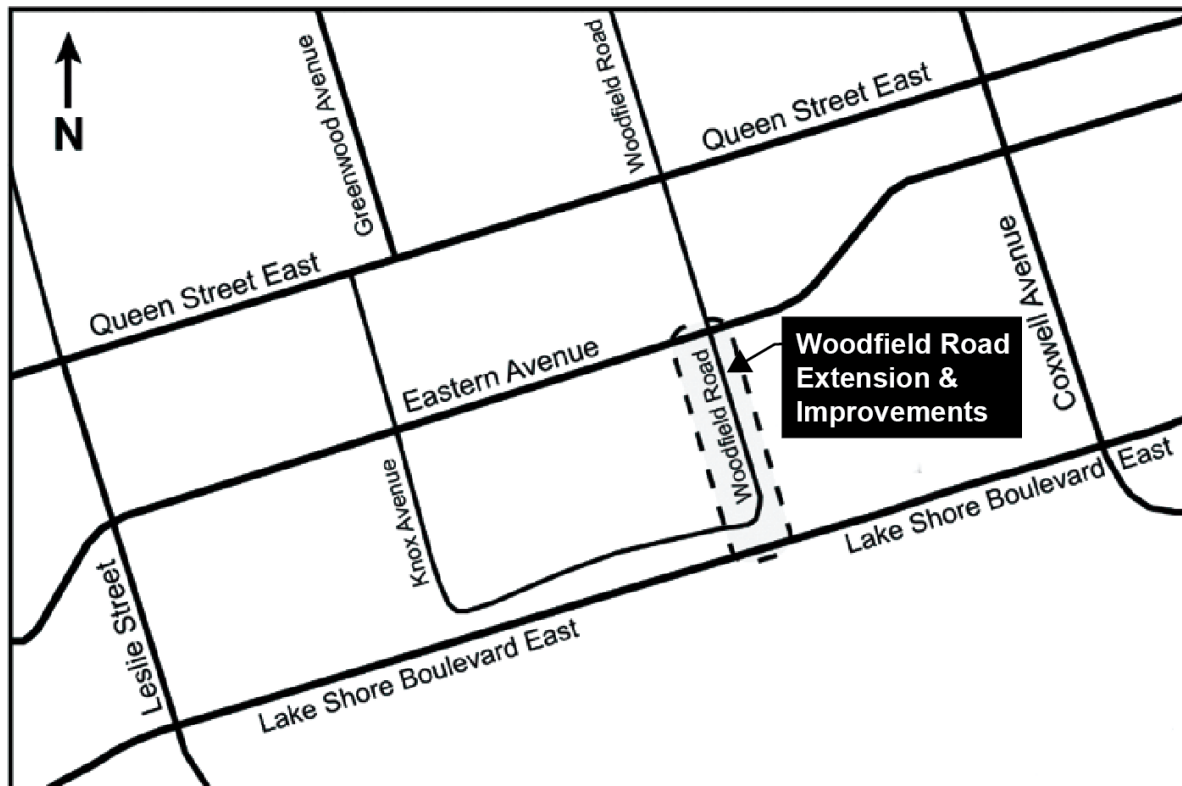 N
Greenwood Avenue
Woodfield Road
Queen Street East
Queen Street East
Eastern Avenue
Woodfield Road
Extension &
Improvements
Coxwell Avenue
Woodfield Road
Knox Avenue
Leslie Street
Lake Shore Boulevard East
Lake Shore Boulevard East